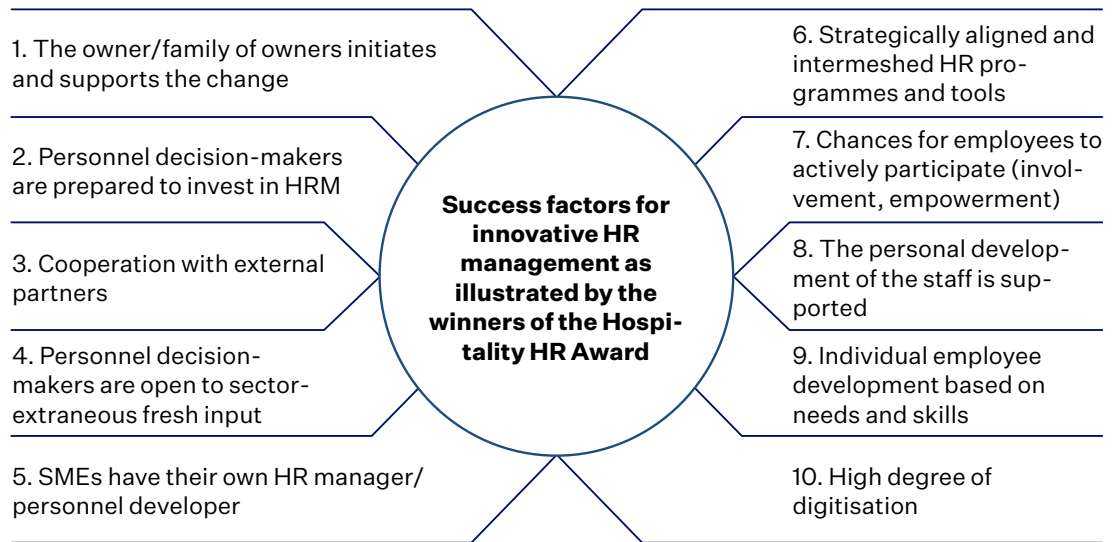 1. The owner/family of owners initiates
and supports the change
2. Personnel decision-makers
are prepared to invest in HRM
3. Cooperation with external
partners
4. Personnel decision-
makers are open to sector-
extraneous fresh input
5. SMEs have their own HR manager/
personnel developer
Success factors for
innovative HR
management as
illustrated by the
winners of the Hospi-
tality HR Award
6. Strategically aligned and
intermeshed HR pro-
grammes and tools
7. Chances for employees to
actively participate (invol-
vement, empowerment)
8. The personal develop-
ment of the staff is sup-
ported
9. Individual employee
development based on
needs and skills
10. High degree of
digitisation